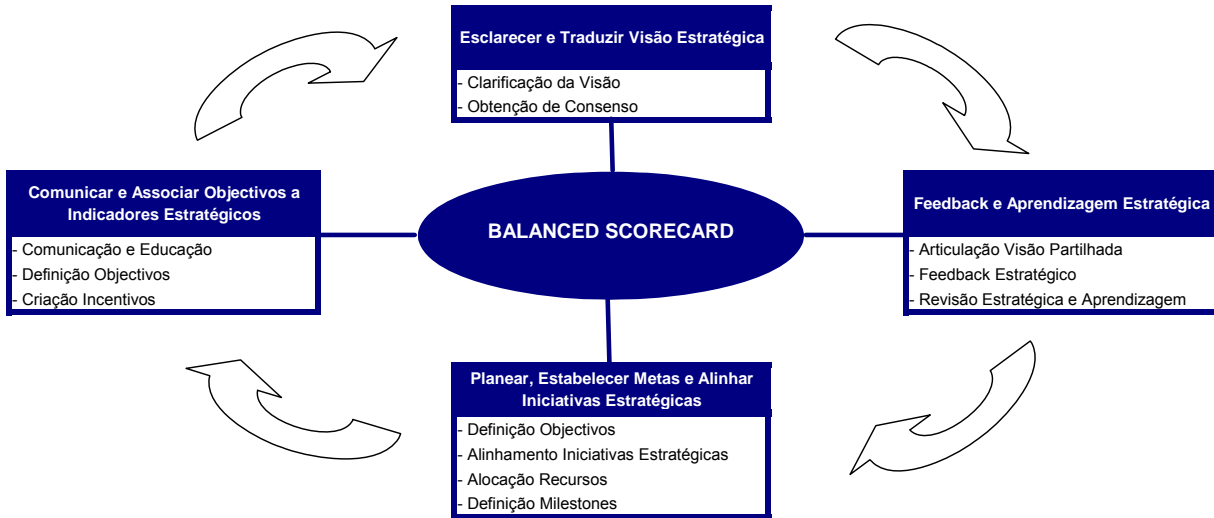 Esclarecer e Traduzir Visão Estratégica
- Clarificação da Visão
- Obtenção de Consenso
Comunicar e Associar Objectivos a
Indicadores Estratégicos
- Comunicação e Educação
- Definição Objectivos
- Criação Incentivos
BALANCED SCORECARD
Feedback e Aprendizagem Estratégica
- Articulação Visão Partilhada
- Feedback Estratégico
- Revisão Estratégica e Aprendizagem
Planear, Estabelecer Metas e Alinhar
Iniciativas Estratégicas
- Definição Objectivos
- Alinhamento Iniciativas Estratégicas
- Alocação Recursos
- Definição Milestones